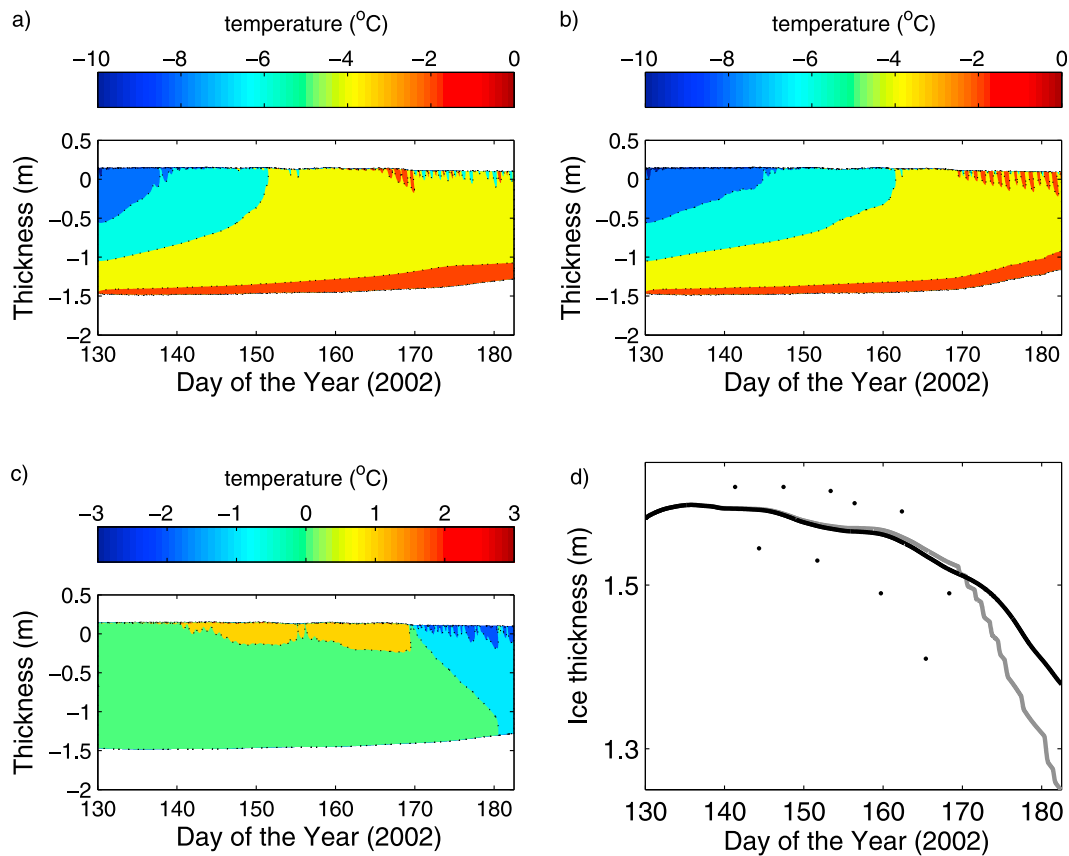 a)
temperature (°C)
−10 −8 −6 −4 −2 0
0.5
0
−0.5
−1
−1.5
−2
Thickness (m)
130 140 150 160 170 180
Day of the Year (2002)
b)
temperature (°C)
−10 −8 −6 −4 −2 0
0.5
0
−0.5
−1
−1.5
−2
Thickness (m)
130 140 150 160 170 180
Day of the Year (2002)
c)
temperature (°C)
−3 −2 −1 0 1 2 3
0.5
0
−0.5
−1
−1.5
−2
Thickness (m)
130 140 150 160 170 180
Day of the Year (2002)
d)
1.5
1.3
Ice thickness (m)
130 140 150 160 170 180
Day of the Year (2002)